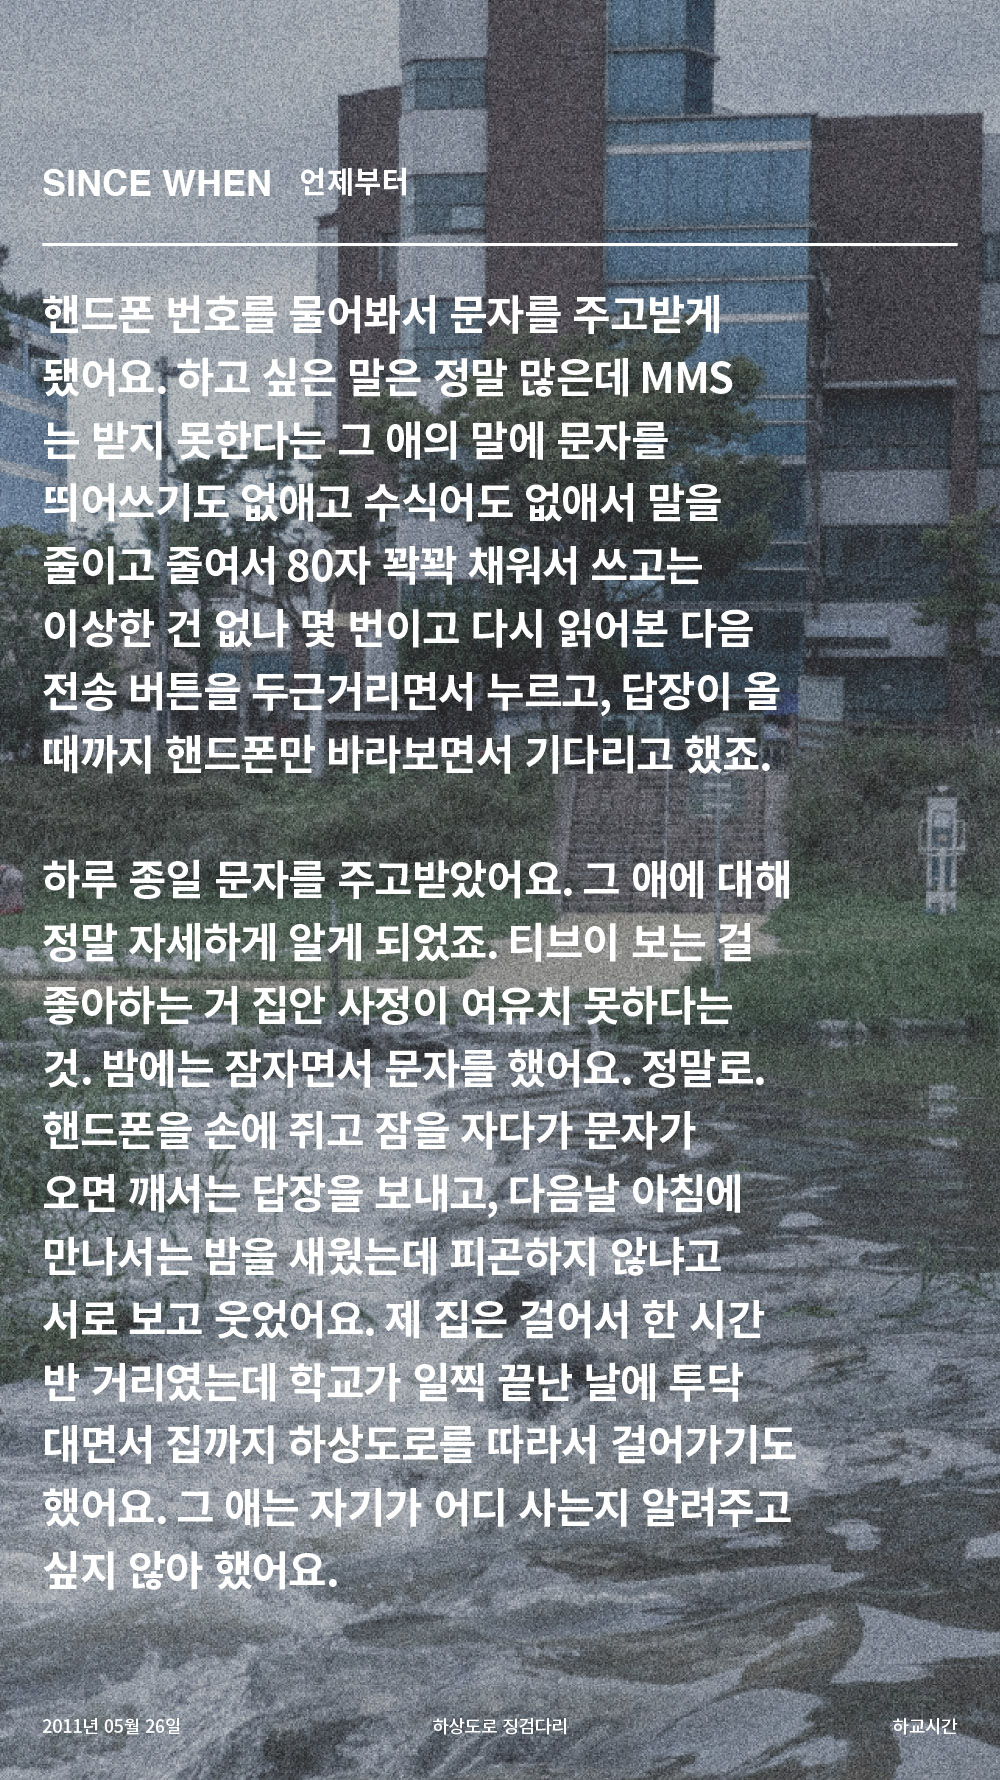 SINCE WHEN 언제부터
핸드폰 번호를 물어봐서 문자를 주고받게
됐어요. 하고 싶은 말은 정말 많은데 MMS
는 받지 못한다는 그 애의 말에 문자를
띄어쓰기도 없애고 수식어도 없애서 말을
줄이고 줄여서 80자 꽉꽉 채워서 쓰고는
이상한 건 없나 몇 번이고 다시 읽어본 다음
전송 버튼을 두근거리면서 누르고, 답장이 올
때까지 핸드폰만 바라보면서 기다리고 했죠.
하루 종일 문자를 주고받았어요. 그 애에 대해
정말 자세하게 알게 되었죠. 티브이 보는 걸
좋아하는 거 집안 사정이 여유치 못하다는
것. 밤에는 잠자면서 문자를 했어요. 정말로.
핸드폰을 손에 쥐고 잠을 자다가 문자가
오면 깨서는 답장을 보내고, 다음날 아침에
만나서는 밤을 새웠는데 피곤하지 않냐고
서로 보고 웃었어요. 제 집은 걸어서 한 시간
반 거리였는데 학교가 일찍 끝난 날에 투닥
대면서 집까지 하상도로를 따라서 걸어가기도
했어요. 그 애는 자기가 어디 사는지 알려주고
싶지 않아 했어요.
2011년 05월 26일 하상도로 징검다리 하교시간